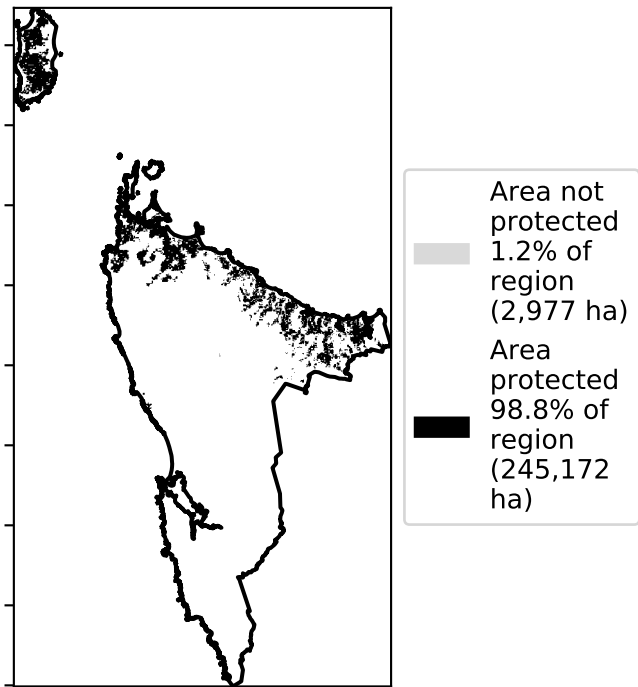 Area not
protected
1.2% of
region
(2,977 ha)
Area
protected
98.8% of
region
(245,172
ha)